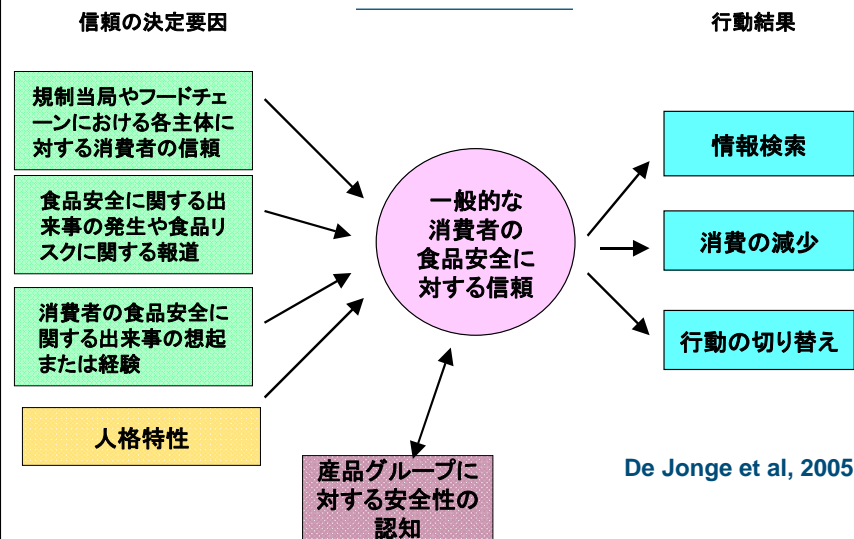 信頼の決定要因
行動結果
規制当局やフードチェ
ーンにおける各主体に
対する消費者の信頼
食品安全に関する出
来事の発生や食品リ
スクに関する報道
消費者の食品安全に
関する出来事の想起
または経験
人格特性
一般的な
消費者の
食品安全に
対する信頼
産品グループに
対する安全性の
認知
情報検索
消費の減少
行動の切り替え
De Jonge et al, 2005